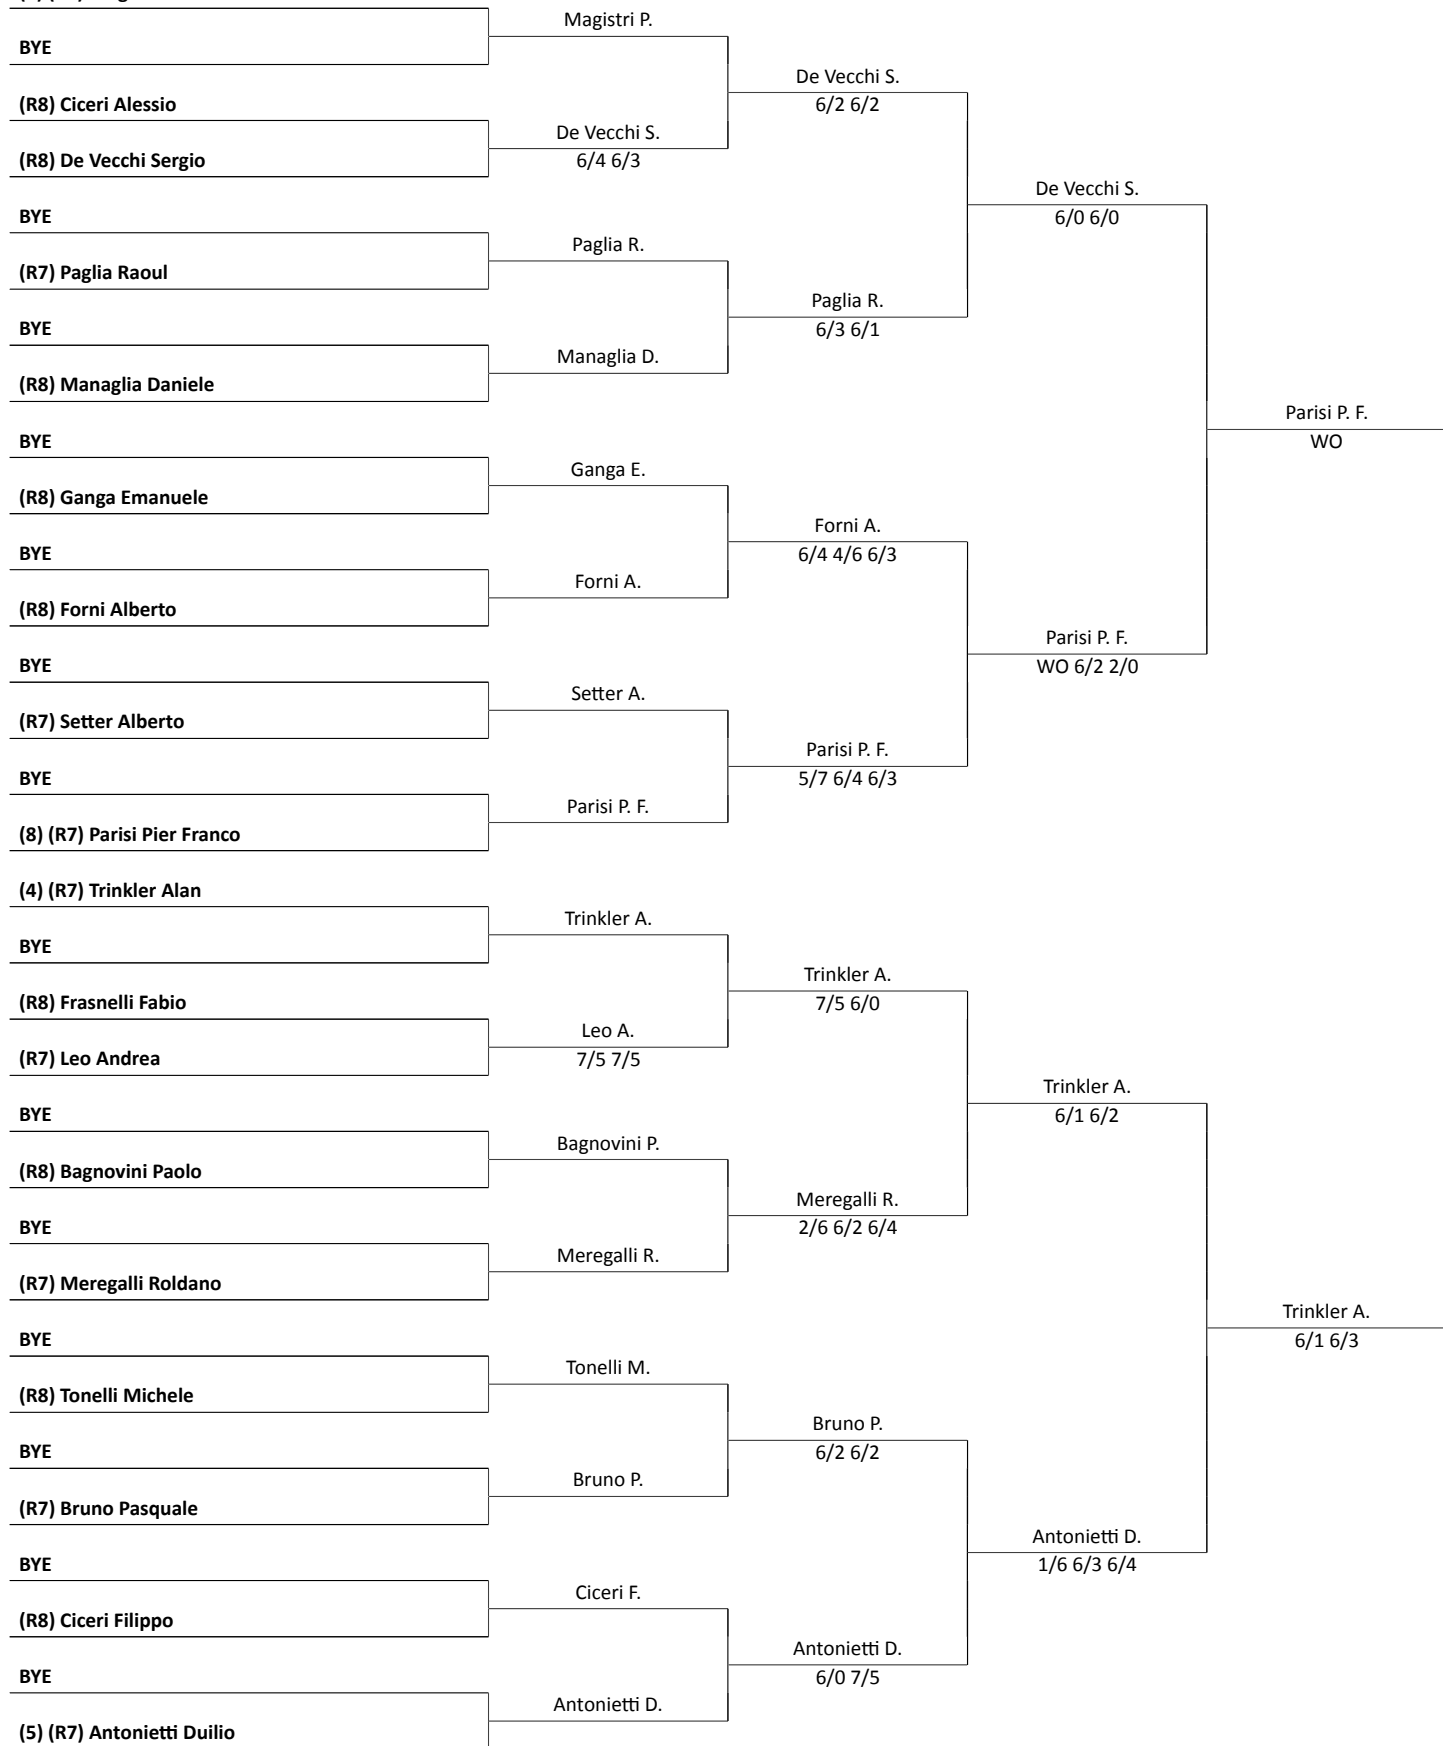 Magistri P.
BYE
De Vecchi S.
6/2 6/2
(R8) Ciceri Alessio
De Vecchi S.
6/4 6/3
(R8) De Vecchi Sergio
De Vecchi S.
6/0 6/0
BYE
Paglia R.
(R7) Paglia Raoul
Paglia R.
6/3 6/1
BYE
Managlia D.
(R8) Managlia Daniele
Parisi P. F.
WO
BYE
Ganga E.
(R8) Ganga Emanuele
Forni A.
6/4 4/6 6/3
BYE
Forni A.
(R8) Forni Alberto
Parisi P. F.
WO 6/2 2/0
BYE
Setter A.
(R7) Setter Alberto
Parisi P. F.
5/7 6/4 6/3
BYE
Parisi P. F.
(8) (R7) Parisi Pier Franco
(4) (R7) Trinkler Alan
Trinkler A.
BYE
Trinkler A.
7/5 6/0
(R8) Frasnelli Fabio
Leo A.
7/5 7/5
(R7) Leo Andrea
Trinkler A.
6/1 6/2
BYE
Bagnovini P.
(R8) Bagnovini Paolo
Meregalli R.
2/6 6/2 6/4
BYE
Meregalli R.
(R7) Meregalli Roldano
Trinkler A.
6/1 6/3
BYE
Tonelli M.
(R8) Tonelli Michele
Bruno P.
6/2 6/2
BYE
Bruno P.
(R7) Bruno Pasquale
Antonietti D.
1/6 6/3 6/4
BYE
Ciceri F.
(R8) Ciceri Filippo
Antonietti D.
6/0 7/5
BYE
Antonietti D.
(5) (R7) Antonietti Duilio